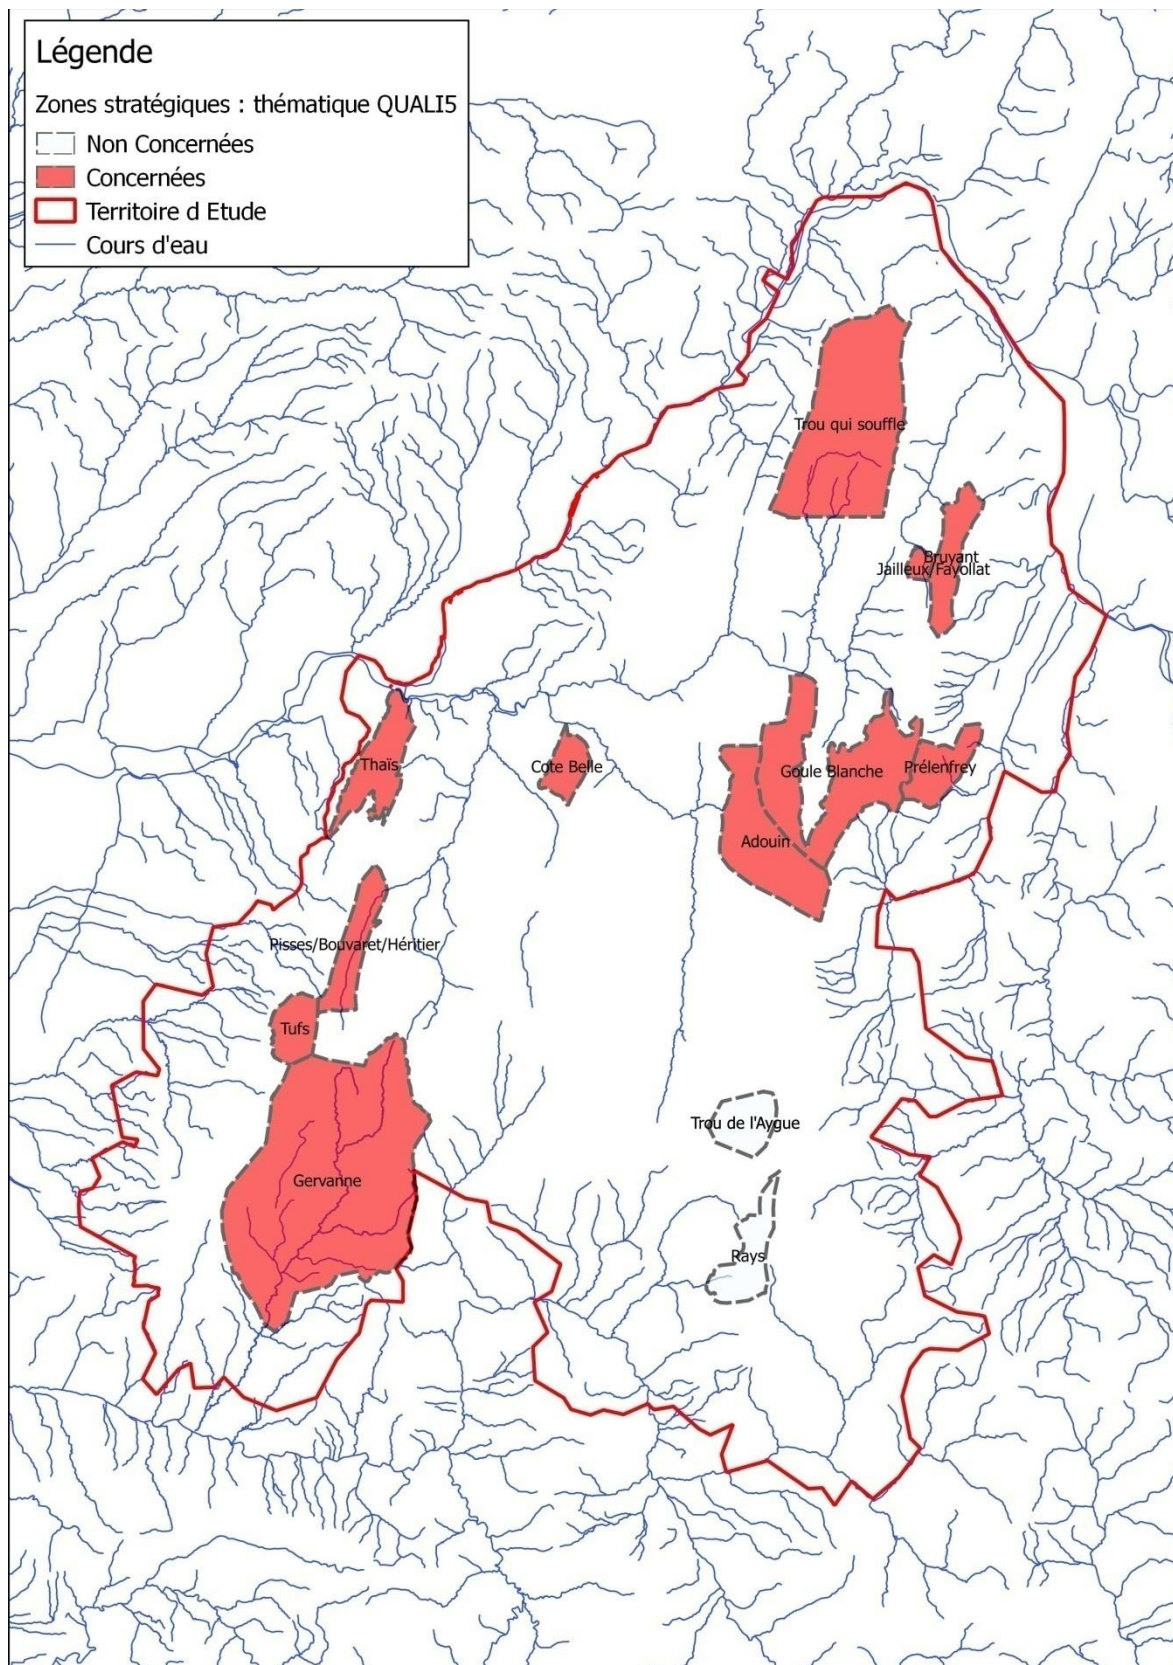 Légende
Zones stratégiques : thématique QUALI5
Non Concernées
Concernées
Territoire d Etude
Cours d'eau
Trou qui souffle
Bruyant
Jailleux/Fayollat
Thaïs
Cote Belle
Goule Blanche
Prélenfrey
Adouin
Pisses/Bouvaret/Héritier
Tufs
Trou de l'Aygue
Gervanne
Rays